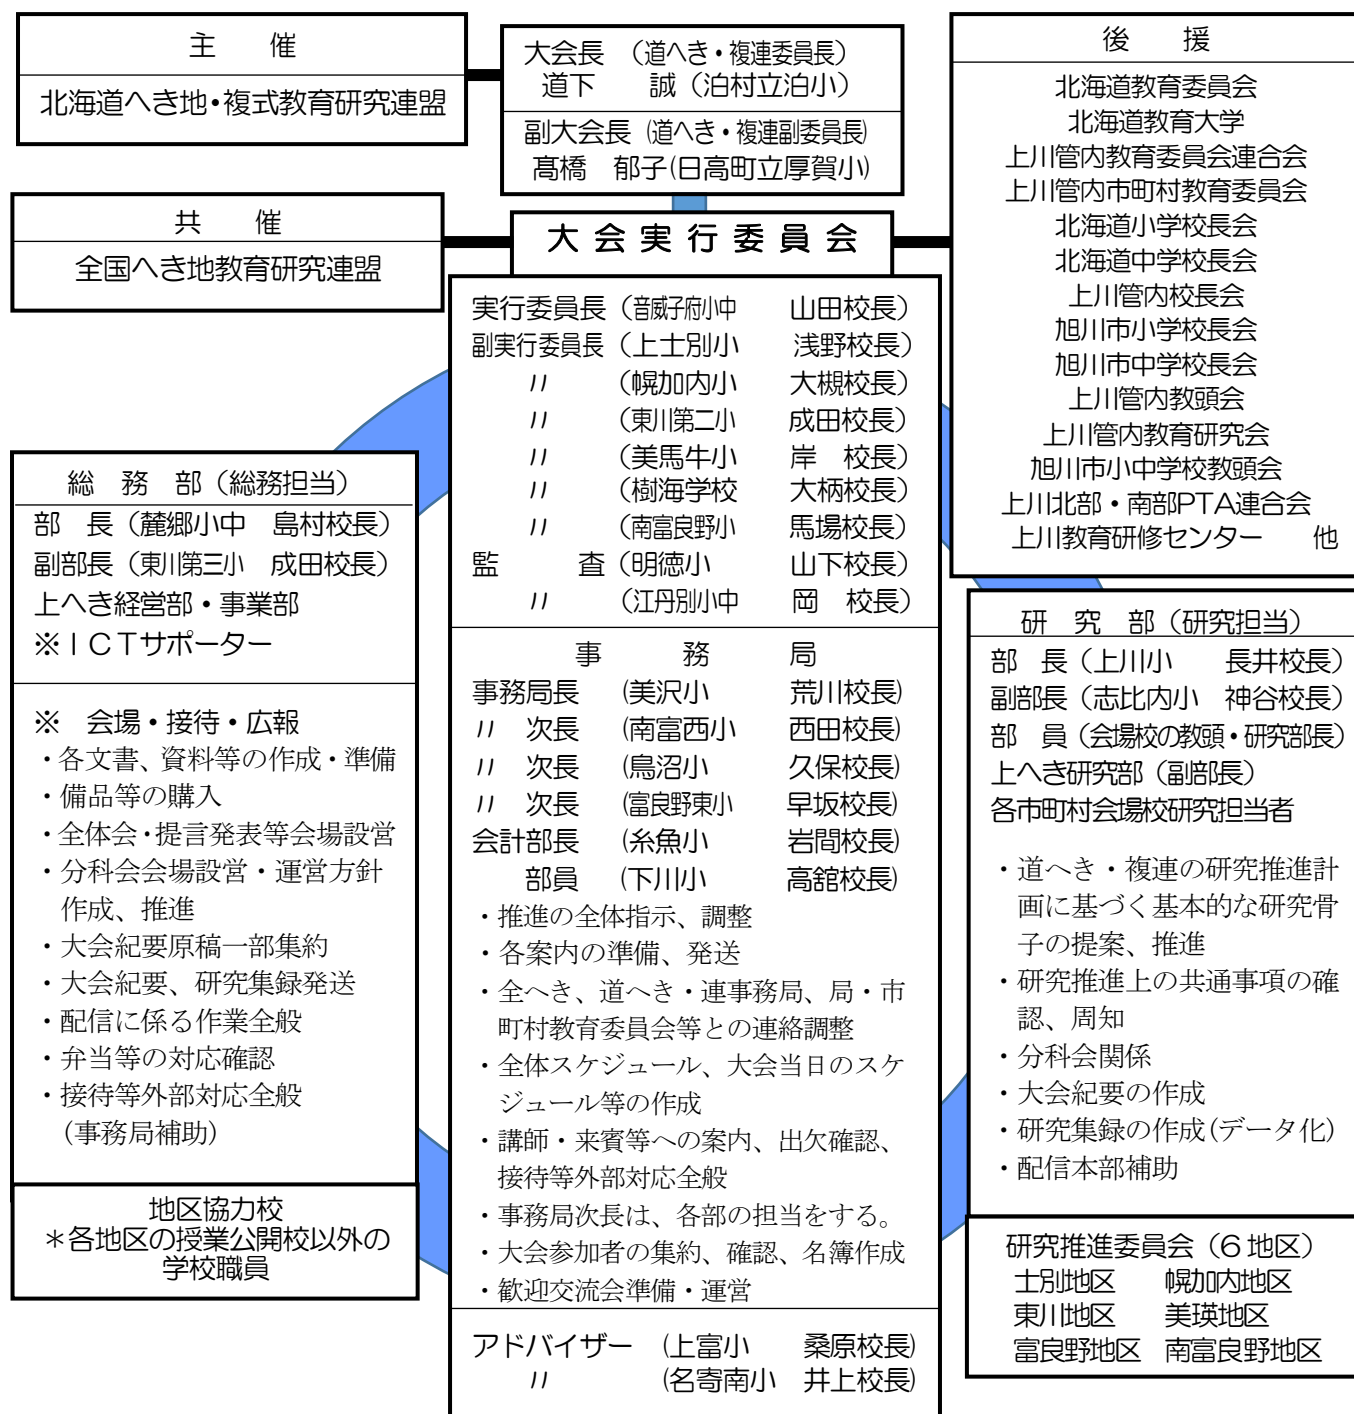 主　催
北海道へき地・複式教育研究連盟
大会長　（道へき・複連委員長）
道下　　誠（泊村立泊小）
副大会長（道へき・複連副委員長）
髙橋　郁子（日高町立厚賀小）
後　援
北海道教育委員会
北海道教育大学
上川管内教育委員会連合会
上川管内市町村教育委員会
北海道小学校長会
北海道中学校長会
上川管内校長会
旭川市小学校長会
旭川市中学校長会
上川管内教頭会
上川管内教育研究会
旭川市小中学校教頭会
上川北部・南部PTA連合会
上川教育研修センター　他
共　催
全国へき地教育研究連盟
大会実行委員会
実行委員長（音威子府小中　山田校長）
副実行委員長（上士別小　浅野校長）
〃　（幌加内小　大槻校長）
〃　（東川第二小　成田校長）
〃　（美馬牛小　岸　校長）
〃　（樹海学校　大柄校長）
〃　（南富良野小　馬場校長）
監　査（明徳小　山下校長）
〃　（江丹別小中　岡　校長）
事　務　局
事務局長　（美沢小　荒川校長）
〃　次長　（南富西小　西田校長）
〃　次長　（鳥沼小　久保校長）
〃　次長　（富良野東小　早坂校長）
会計部長　（糸魚小　岩間校長）
部員　（下川小　高舘校長）
・推進の全体指示、調整
・各案内の準備、発送
・全へき、道へき・連事務局、局・市
町村教育委員会等との連絡調整
・全体スケジュール、大会当日のスケ
ジュール等の作成
・講師・来賓等への案内、出欠確認、
接待等外部対応全般
・事務局次長は、各部の担当をする。
・大会参加者の集約、確認、名簿作成
・歓迎交流会準備・運営
アドバイザー　（上富小　桑原校長）
〃　（名寄南小　井上校長）
総　務　部（総務担当）
部　長（麓郷小中　島村校長）
副部長（東川第三小　成田校長）
上へき経営部・事業部
※ＩＣＴサポーター
※　会場・接待・広報
・各文書、資料等の作成・準備
・備品等の購入
・全体会・提言発表等会場設営
・分科会会場設営・運営方針
作成、推進
・大会紀要原稿一部集約
・大会紀要、研究集録発送
・配信に係る作業全般
・弁当等の対応確認
・接待等外部対応全般
（事務局補助）
地区協力校
＊各地区の授業公開校以外の
学校職員
研　究　部（研究担当）
部　長（上川小　長井校長）
副部長（志比内小　神谷校長）
部　員（会場校の教頭・研究部長）
上へき研究部（副部長）
各市町村会場校研究担当者
・道へき・複連の研究推進計
画に基づく基本的な研究骨
子の提案、推進
・研究推進上の共通事項の確
認、周知
・分科会関係
・大会紀要の作成
・研究集録の作成（データ化）
・配信本部補助
研究推進委員会（6地区）
士別地区　幌加内地区
東川地区　美瑛地区
富良野地区　南富良野地区